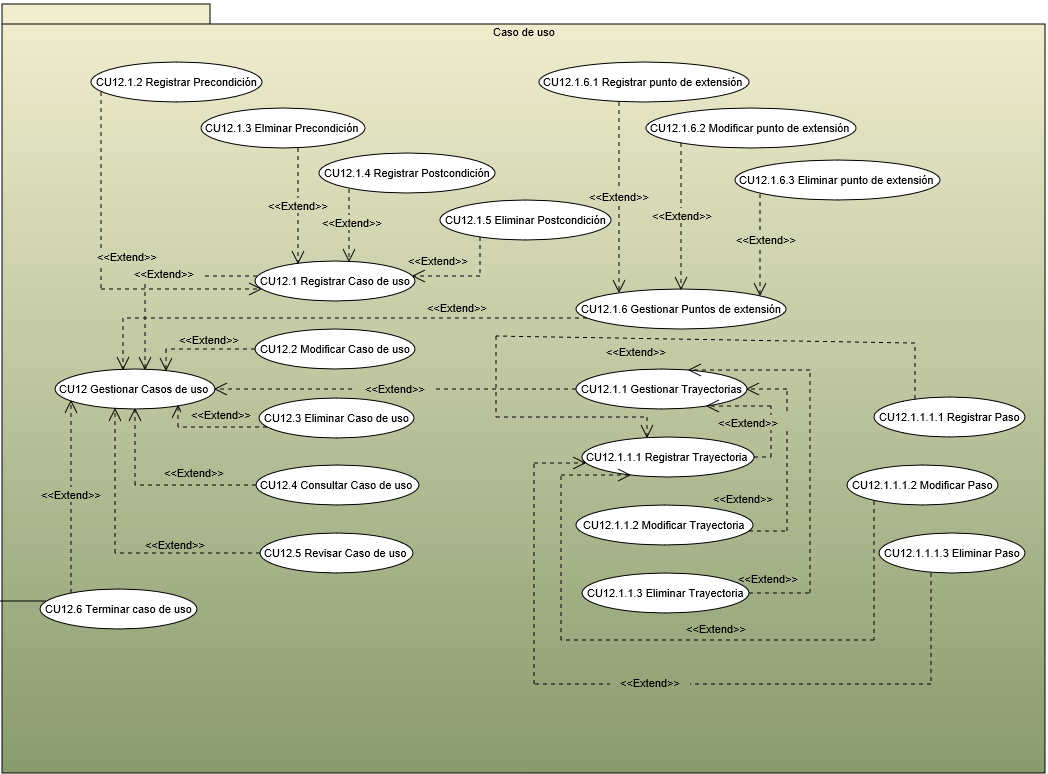 Caso de uso
CU12.1.2 Registrar Precondición
CU12.1.6.1 Registrar punto de extensión
CU12.1.3 Elminar Precondición
CU12.1.6.2 Modificar punto de extensión
CU12.1.4 Registrar Postcondición
CU12.1.6.3 Eliminar punto de extensión
<<Extend>>
<<Extend>>
CU12.1.5 Eliminar Postcondición
<<Extend>>
<<Extend>>
<<Extend>>
<<Extend>>
<<Extend>>
<<Extend>>
CU12.1 Registrar Caso de uso
<<Extend>>
CU12.1.6 Gestionar Puntos de extensión
<<Extend>>
CU12.2 Modificar Caso de uso
<<Extend>>
CU12 Gestionar Casos de uso
<<Extend>>
CU12.1.1 Gestionar Trayectorias
<<Extend>>
CU12.3 Eliminar Caso de uso
<<Extend>>
CU12.1.1.1.1 Registrar Paso
CU12.1.1.1 Registrar Trayectoria
<<Extend>>
CU12.4 Consultar Caso de uso
CU12.1.1.1.2 Modificar Paso
<<Extend>>
<<Extend>>
CU12.1.1.2 Modificar Trayectoria
<<Extend>>
CU12.5 Revisar Caso de uso
CU12.1.1.1.3 Eliminar Paso
<<Extend>>
CU12.1.1.3 Eliminar Trayectoria
CU12.6 Terminar caso de uso
<<Extend>>
<<Extend>>